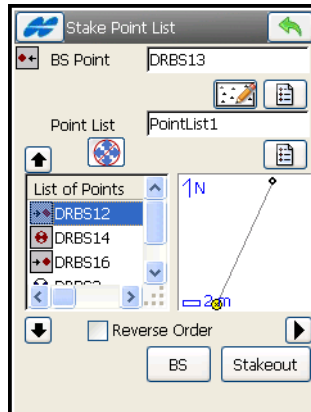 Stake Point List
BS Point DRBS13
Point List PointList1
List of Points
DRBS12
DRBS14
DRBS16
N
2 m
Reverse Order
BS Stakeout